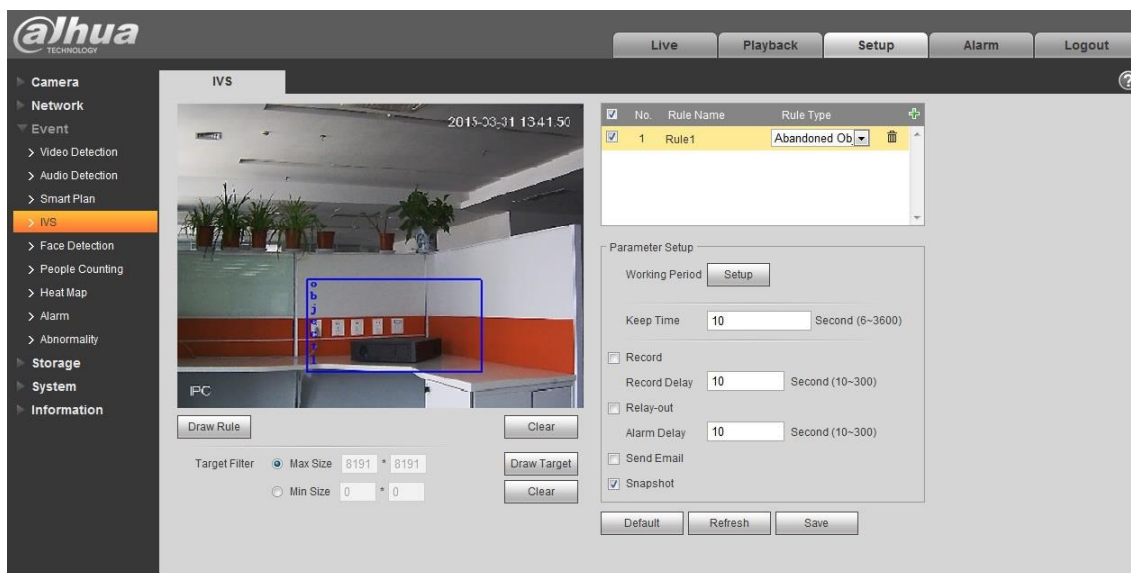 alhua
TECHNOLOGY
Live
Playback
Setup
Alarm
Logout
Camera
Network
Event
Video Detection
Audio Detection
Smart Plan
IVS
Face Detection
People Counting
Heat Map
Alarm
Abnormality
Storage
System
Information
IVS
2015-03-31 13:41:50
object1
IPC
Draw Rule
Clear
Target Filter
Max Size 8191 * 8191
Draw Target
Min Size 0 * 0
Clear
No. Rule Name Rule Type
1 Rule1 Abandoned Ob
Parameter Setup
Working Period Setup
Keep Time 10 Second (6~3600)
Record
Record Delay 10 Second (10~300)
Relay-out
Alarm Delay 10 Second (10~300)
Send Email
Snapshot
Default
Refresh
Save